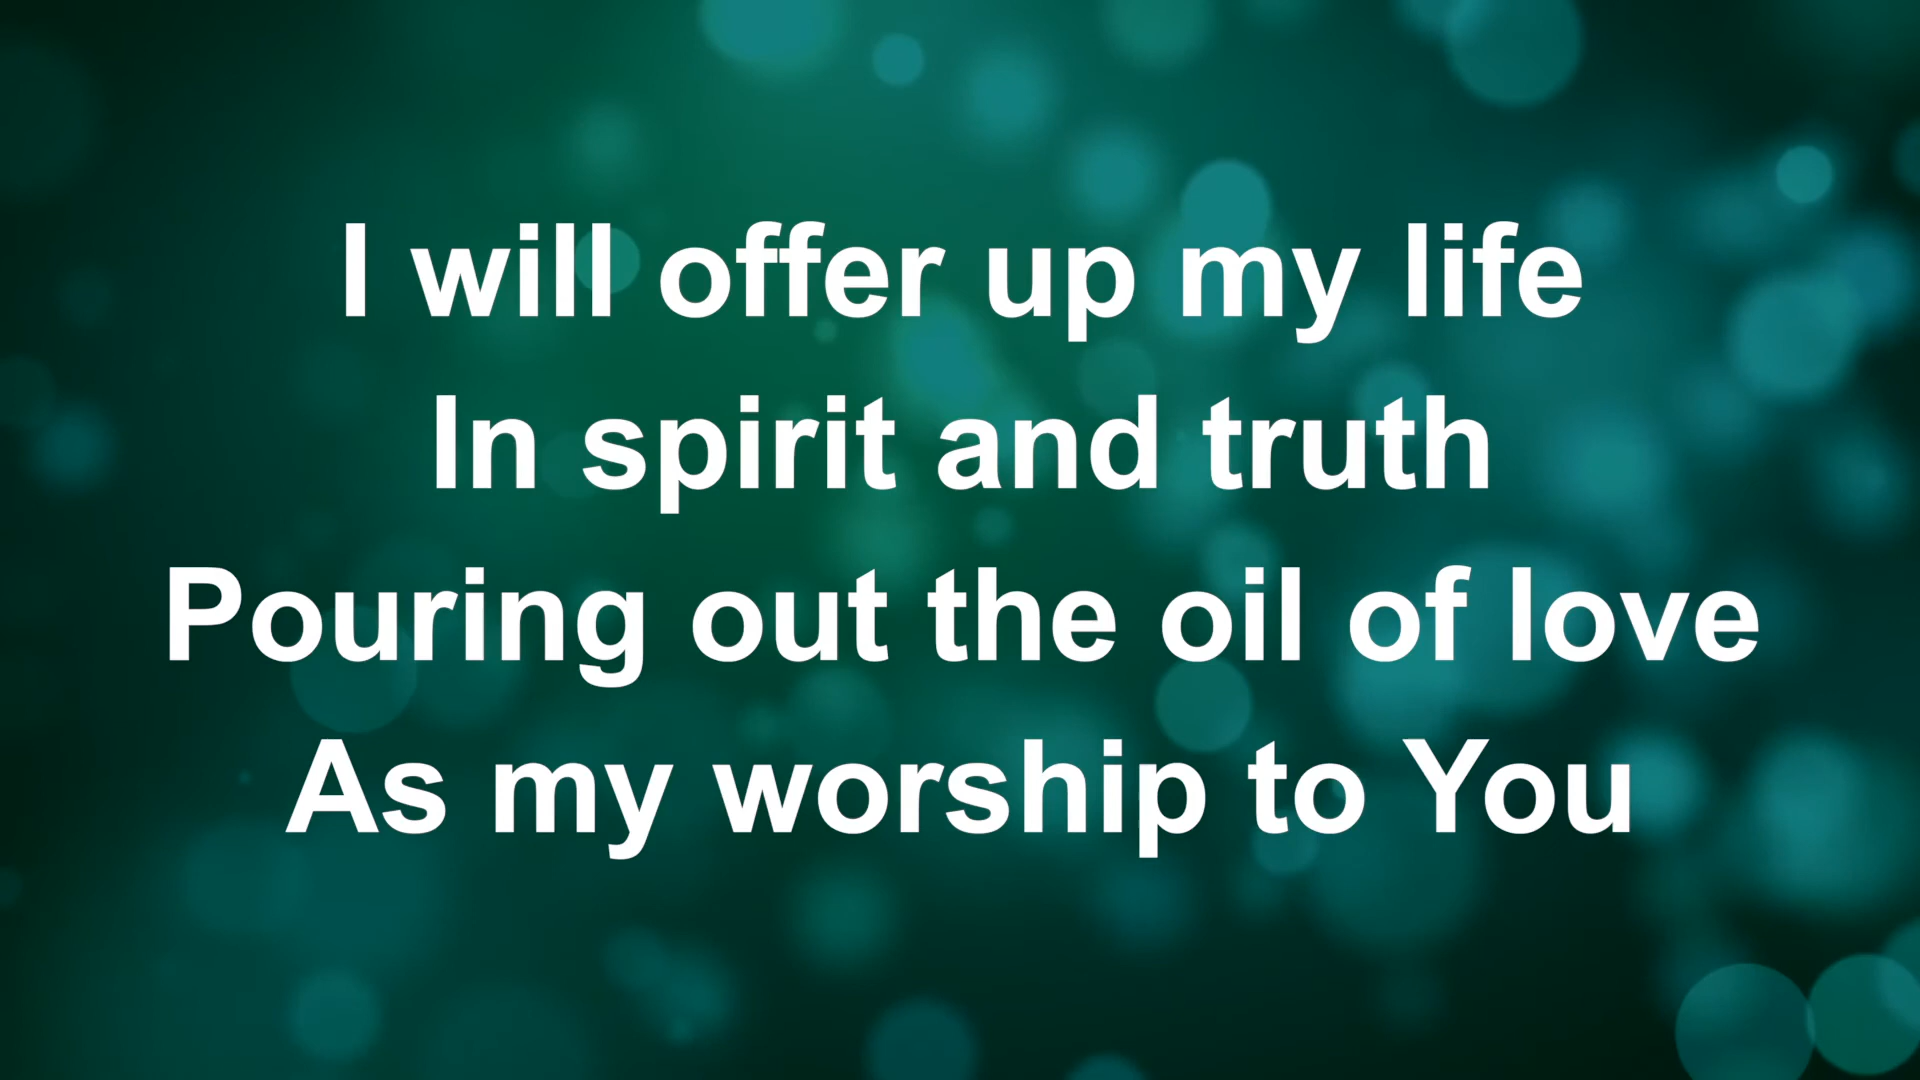 I will offer up my life
In spirit and truth
Pouring out the oil of love
As my worship to You